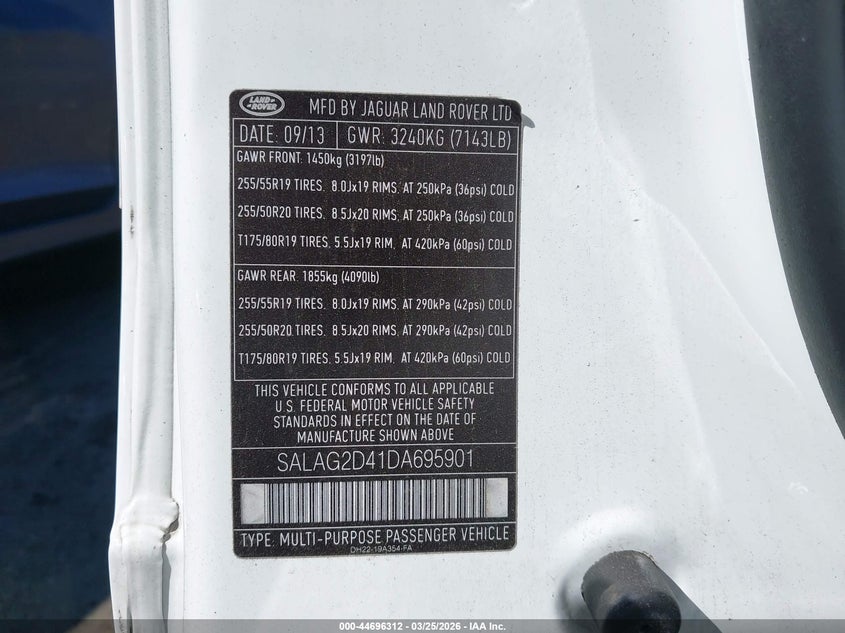 LAND
ROVER
MFD BY JAGUAR LAND ROVER LTD
DATE: 09/13 GWR: 3240KG (7143LB)
GAWR FRONT: 1450kg (3197lb)
255/55R19 TIRES. 8.0Jx19 RIMS. AT 250kPa (36psi) COLD
255/50R20 TIRES. 8.5Jx20 RIMS. AT 250kPa (36psi) COLD
T175/80R19 TIRES. 5.5Jx19 RIM. AT 420kPa (60psi) COLD
GAWR REAR: 1855kg (4090lb)
255/55R19 TIRES. 8.0Jx19 RIMS. AT 290kPa (42psi) COLD
255/50R20 TIRES. 8.5Jx20 RIMS. AT 290kPa (42psi) COLD
T175/80R19 TIRES. 5.5Jx19 RIM. AT 420kPa (60psi) COLD
THIS VEHICLE CONFORMS TO ALL APPLICABLE
U.S. FEDERAL MOTOR VEHICLE SAFETY
STANDARDS IN EFFECT ON THE DATE OF
MANUFACTURE SHOWN ABOVE
SALAG2D41DA695901
TYPE: MULTI-PURPOSE PASSENGER VEHICLE
DH22-19A354-FA
000-44696312 | 03/25/2026 - IAA Inc.